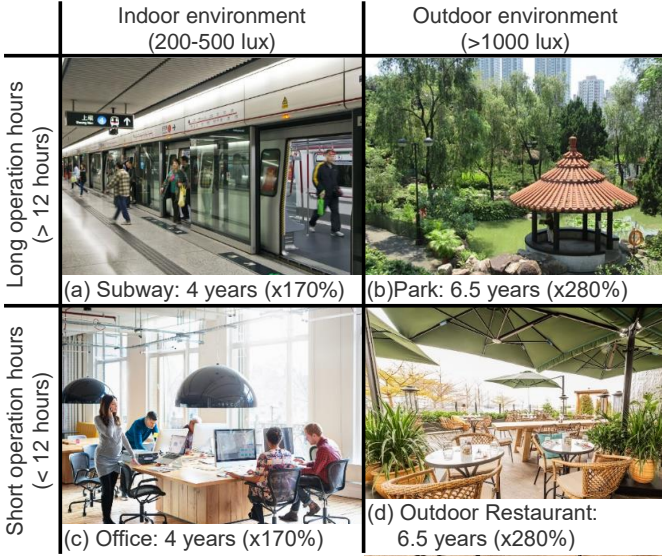 Indoor environment
(200-500 lux)
Outdoor environment
(>1000 lux)
Long operation hours
(> 12 hours)
上環
(a) Subway: 4 years (x170%)
(b)Park: 6.5 years (x280%)
Short operation hours
(< 12 hours)
(c) Office: 4 years (x170%)
(d) Outdoor Restaurant:
6.5 years (x280%)